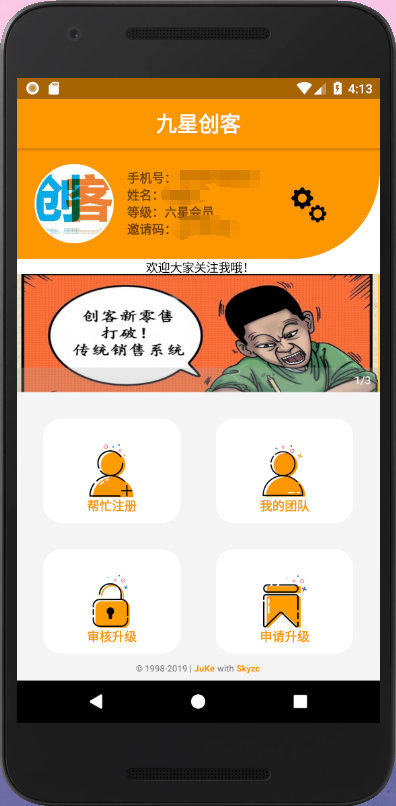 4:13
九星创客
创客
手机号：
姓名：
等级：六星会员
邀请码：
欢迎大家关注我哦！
创客新零售
打破！
传统销售系统
1/3
帮忙注册
我的团队
审核升级
申请升级
© 1998-2019 | JuKe with Skyzc